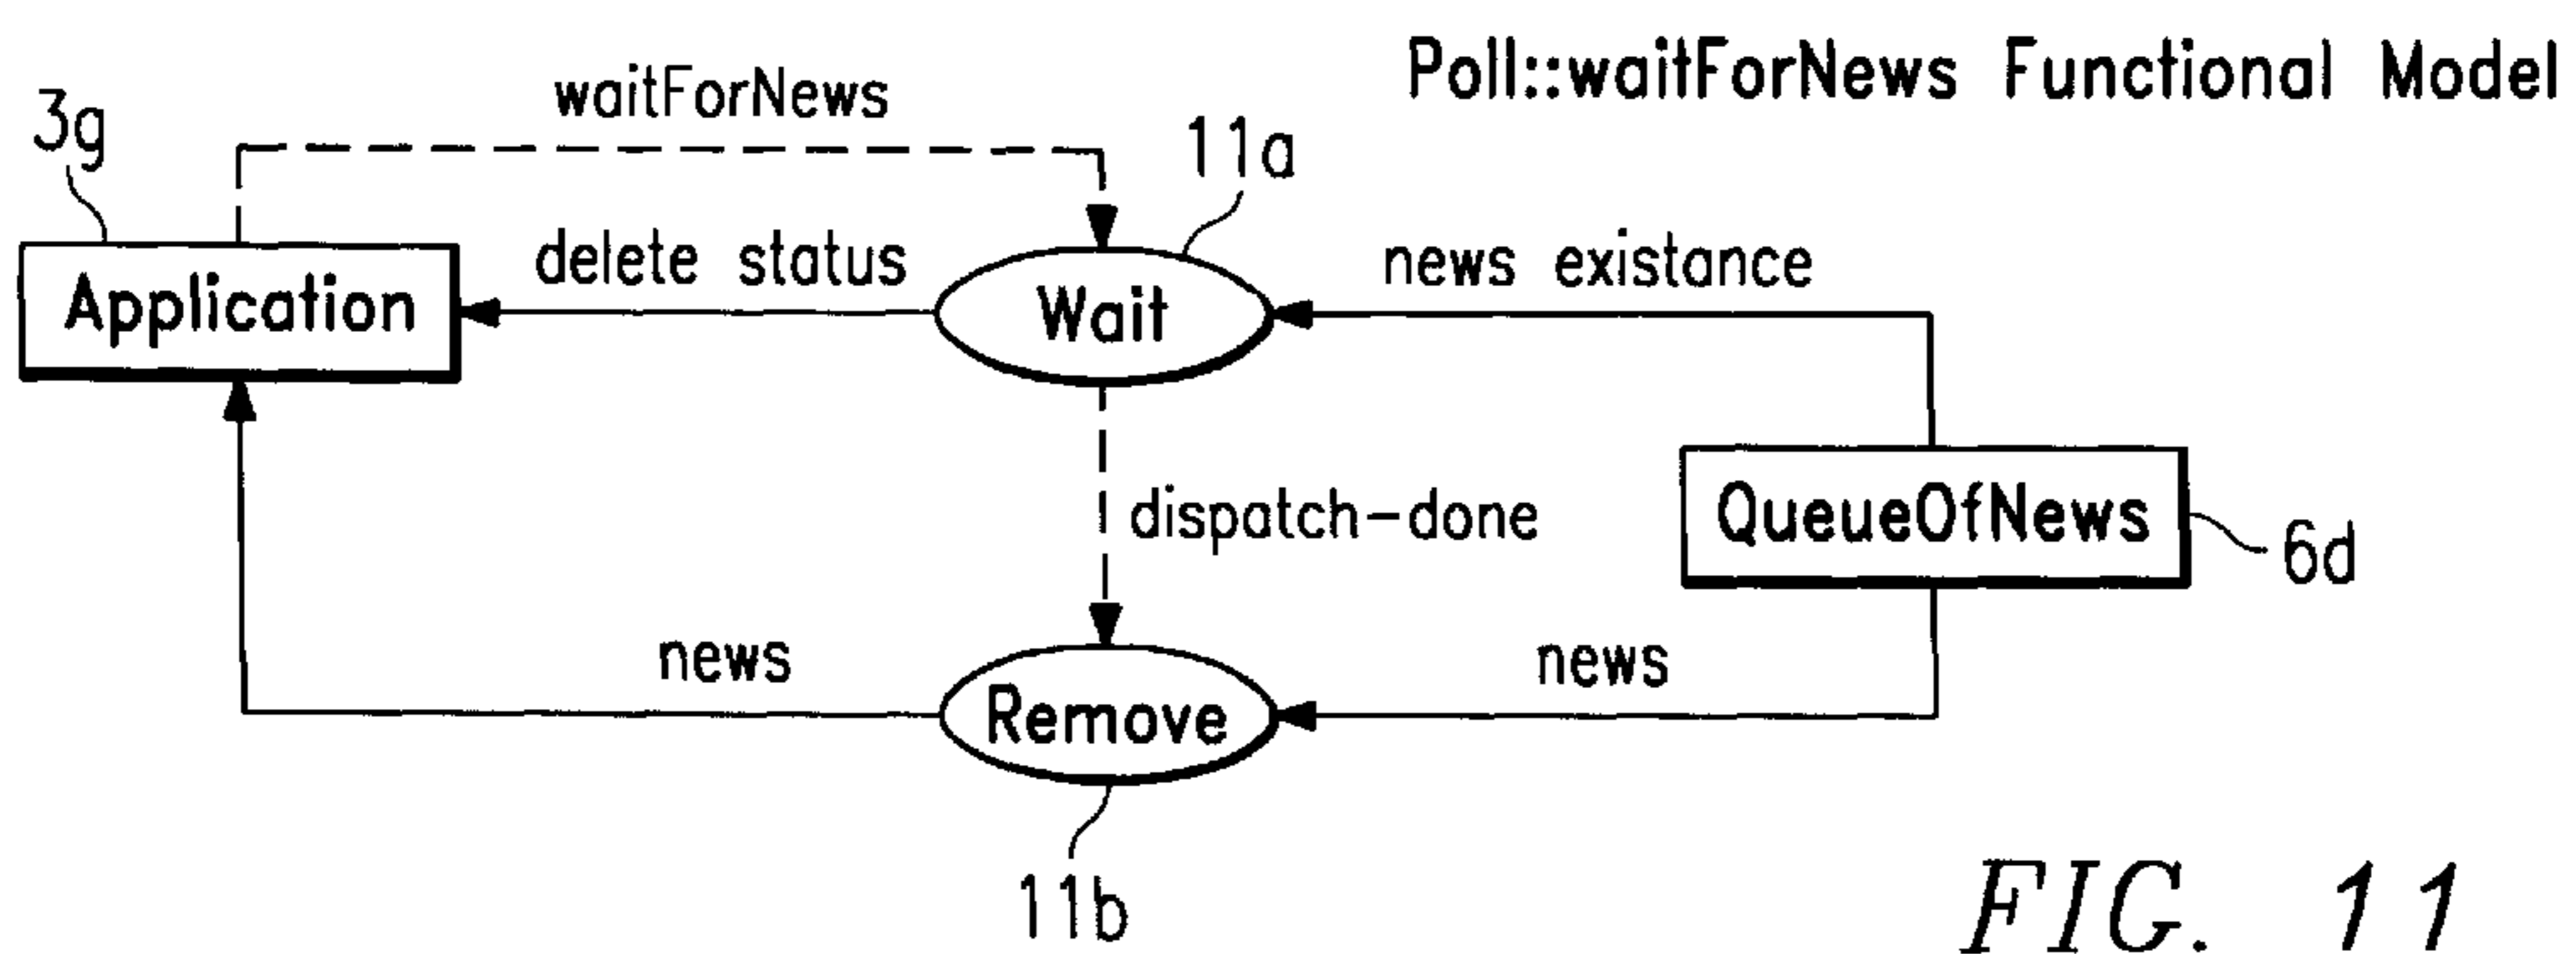 Poll::waitForNews Functional Model
waitForNews
3g
11a
delete status
news existance
Application
Wait
dispatch-done
QueueOfNews
6d
news
news
Remove
11b
FIG. 11